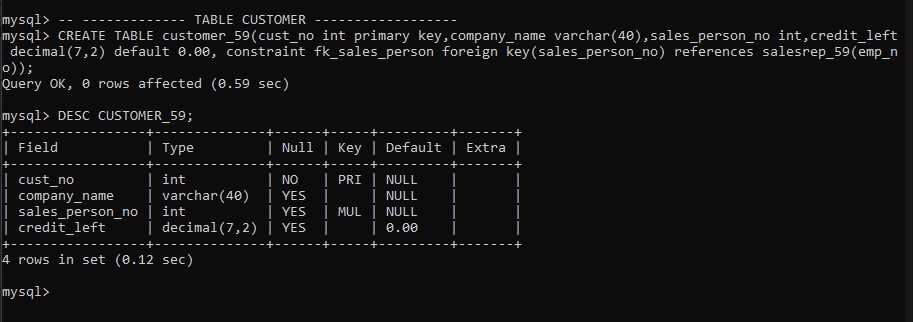 mysql> -- ------------- TABLE CUSTOMER ------------------
mysql> CREATE TABLE customer_59(cust_no int primary key,company_name varchar(40),sales_person_no int,credit_left
 decimal(7,2) default 0.00, constraint fk_sales_person foreign key(sales_person_no) references salesrep_59(emp_n
o));
Query OK, 0 rows affected (0.59 sec)

mysql> DESC CUSTOMER_59;
+-----------------+--------------+------+-----+---------+-------+
| Field           | Type         | Null | Key | Default | Extra |
+-----------------+--------------+------+-----+---------+-------+
| cust_no         | int          | NO   | PRI | NULL    |       |
| company_name    | varchar(40)  | YES  |     | NULL    |       |
| sales_person_no | int          | YES  | MUL | NULL    |       |
| credit_left     | decimal(7,2) | YES  |     | 0.00    |       |
+-----------------+--------------+------+-----+---------+-------+
4 rows in set (0.12 sec)

mysql>